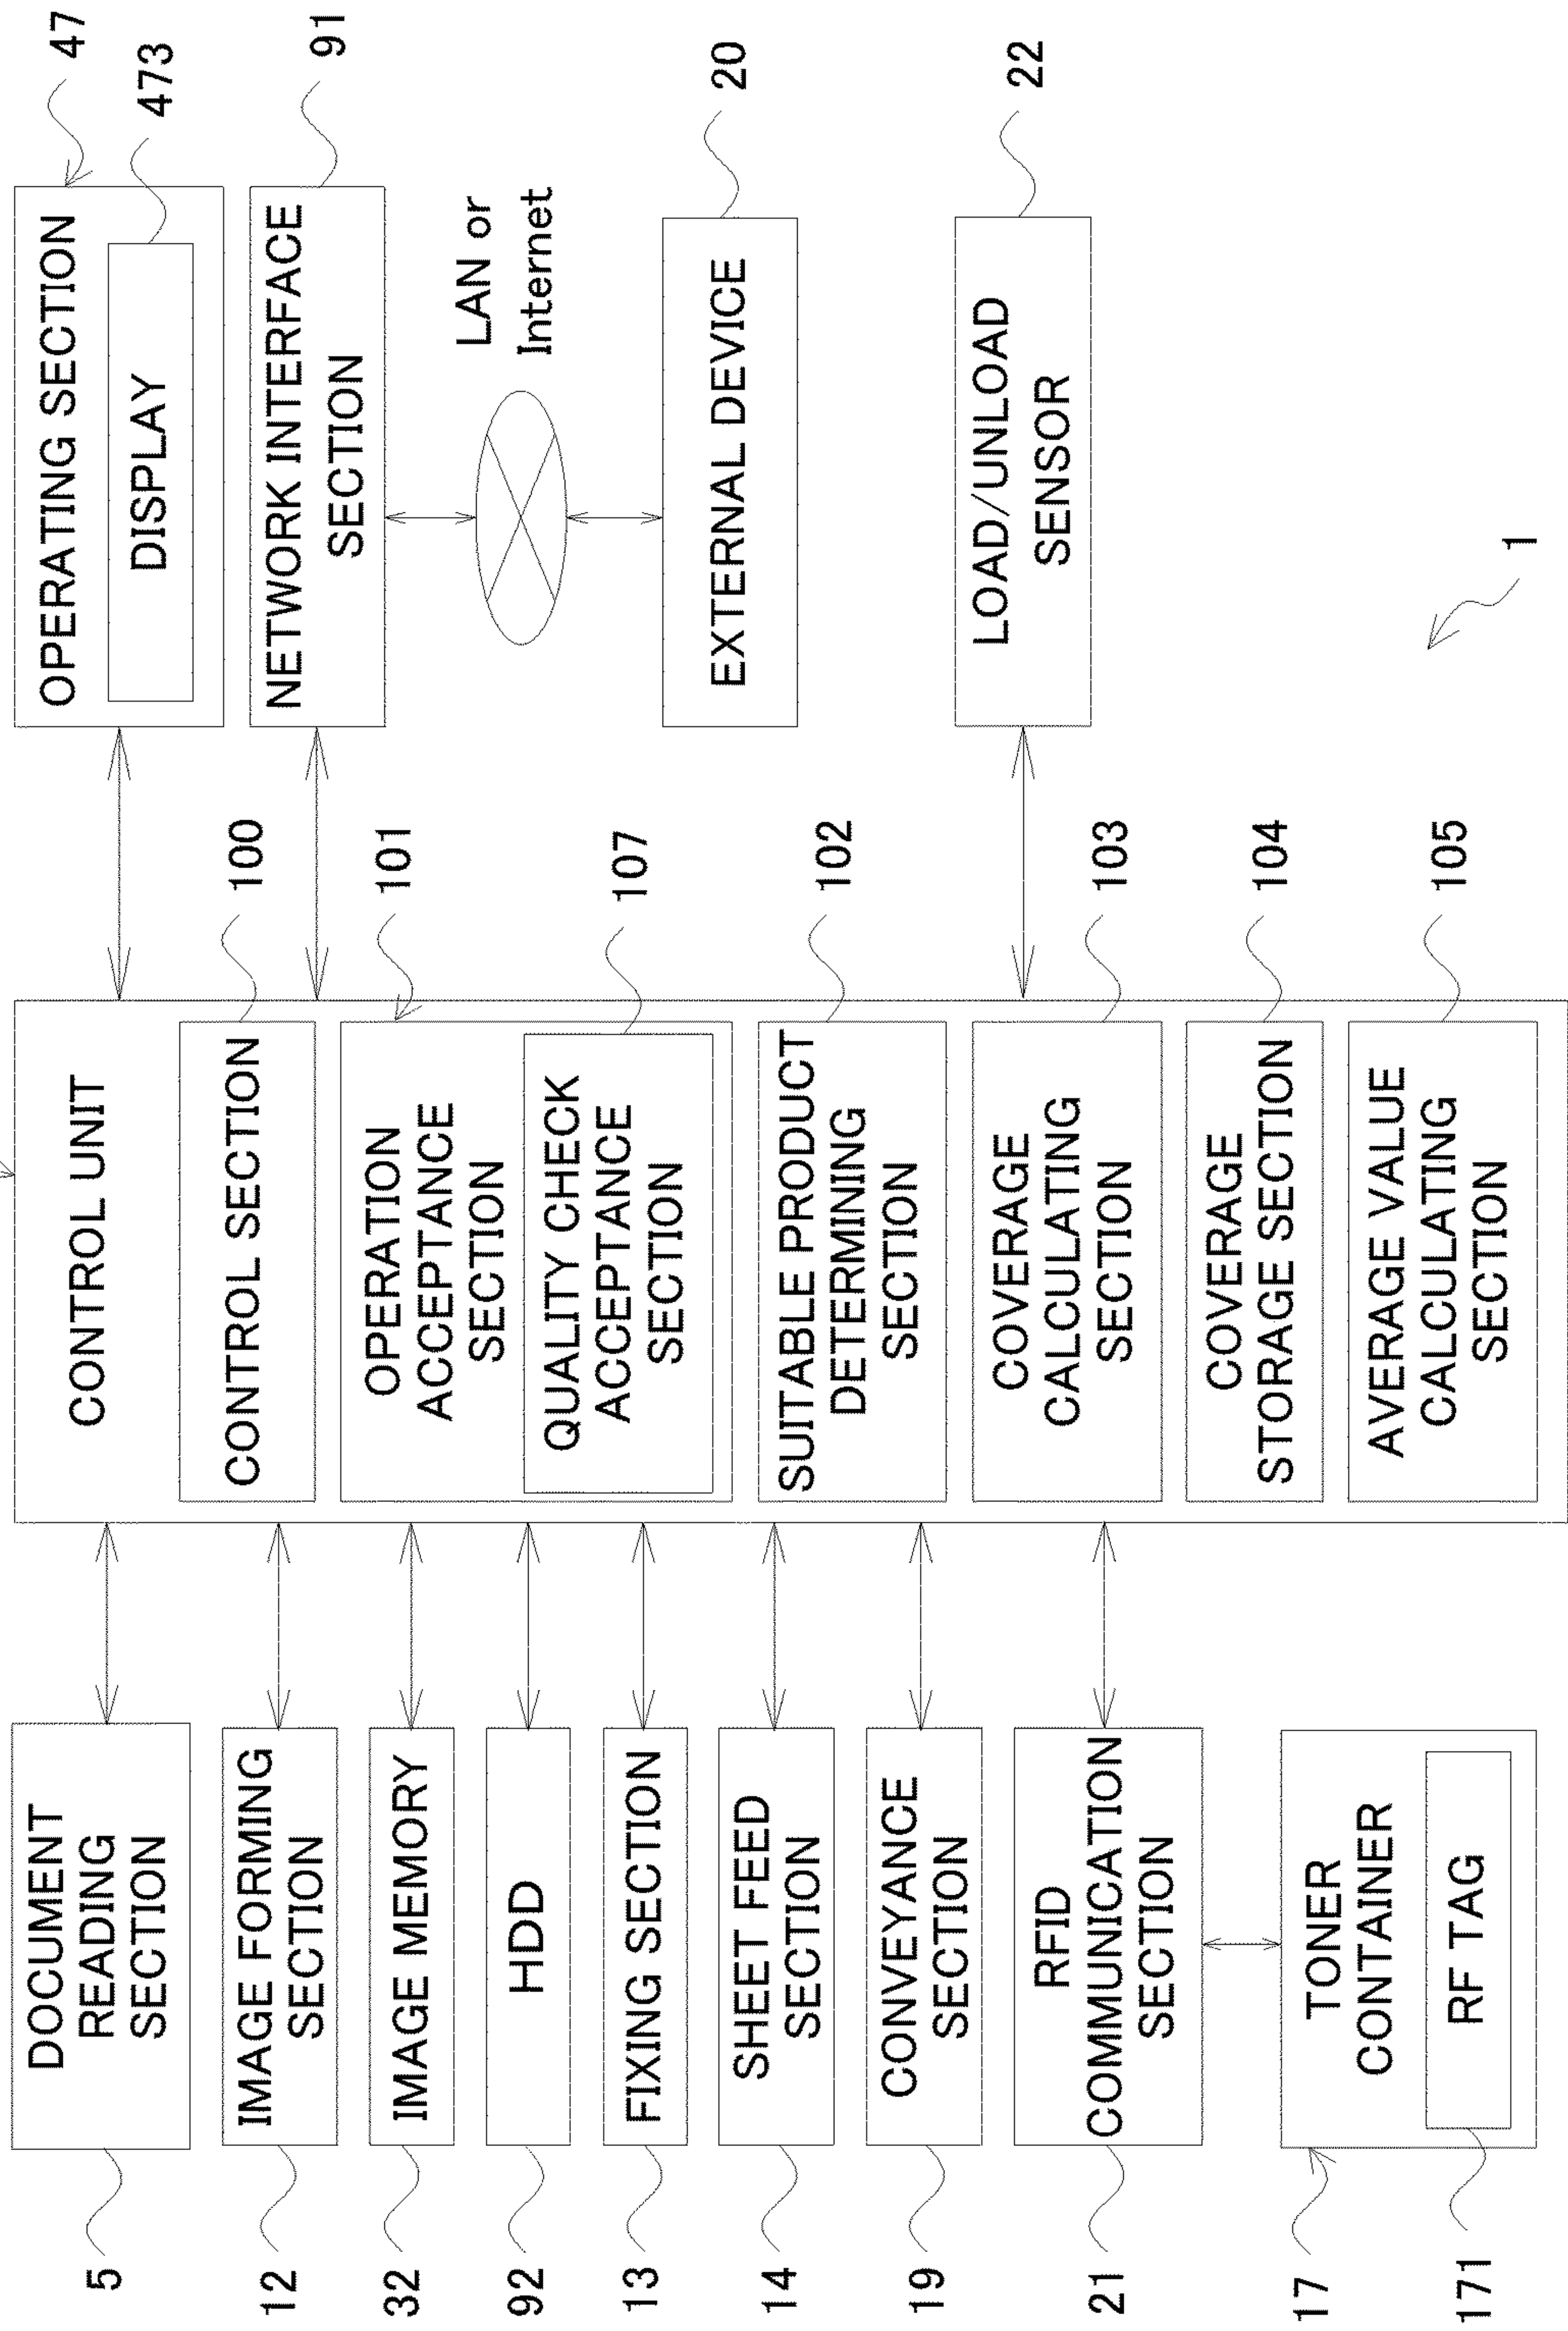 5
DOCUMENT
READING
SECTION
12
IMAGE FORMING
SECTION
32
IMAGE MEMORY
92
HDD
13
FIXING SECTION
14
SHEET FEED
SECTION
19
CONVEYANCE
SECTION
21
RFID
COMMUNICATION
SECTION
17
TONER
CONTAINER
171
RF TAG
CONTROL UNIT
CONTROL SECTION
100
OPERATION
ACCEPTANCE
SECTION
101
QUALITY CHECK
ACCEPTANCE
SECTION
107
SUITABLE PRODUCT
DETERMINING
SECTION
102
COVERAGE
CALCULATING
SECTION
103
COVERAGE
STORAGE SECTION
104
AVERAGE VALUE
CALCULATING
SECTION
105
OPERATING SECTION
47
DISPLAY
473
NETWORK INTERFACE
SECTION
91
LAN or
Internet
EXTERNAL DEVICE
20
LOAD/UNLOAD
SENSOR
22
1